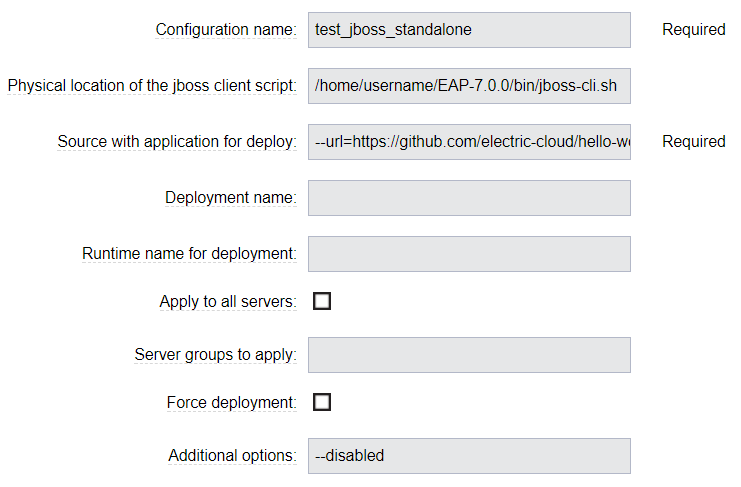 Configuration name: test_jboss_standalone Required
Physical location of the jboss client script: /home/username/EAP-7.0.0/bin/jboss-cli.sh
Source with application for deploy: --url=https://github.com/electric-cloud/hello-w Required
Deployment name:
Runtime name for deployment:
Apply to all servers:
Server groups to apply:
Force deployment:
Additional options: --disabled